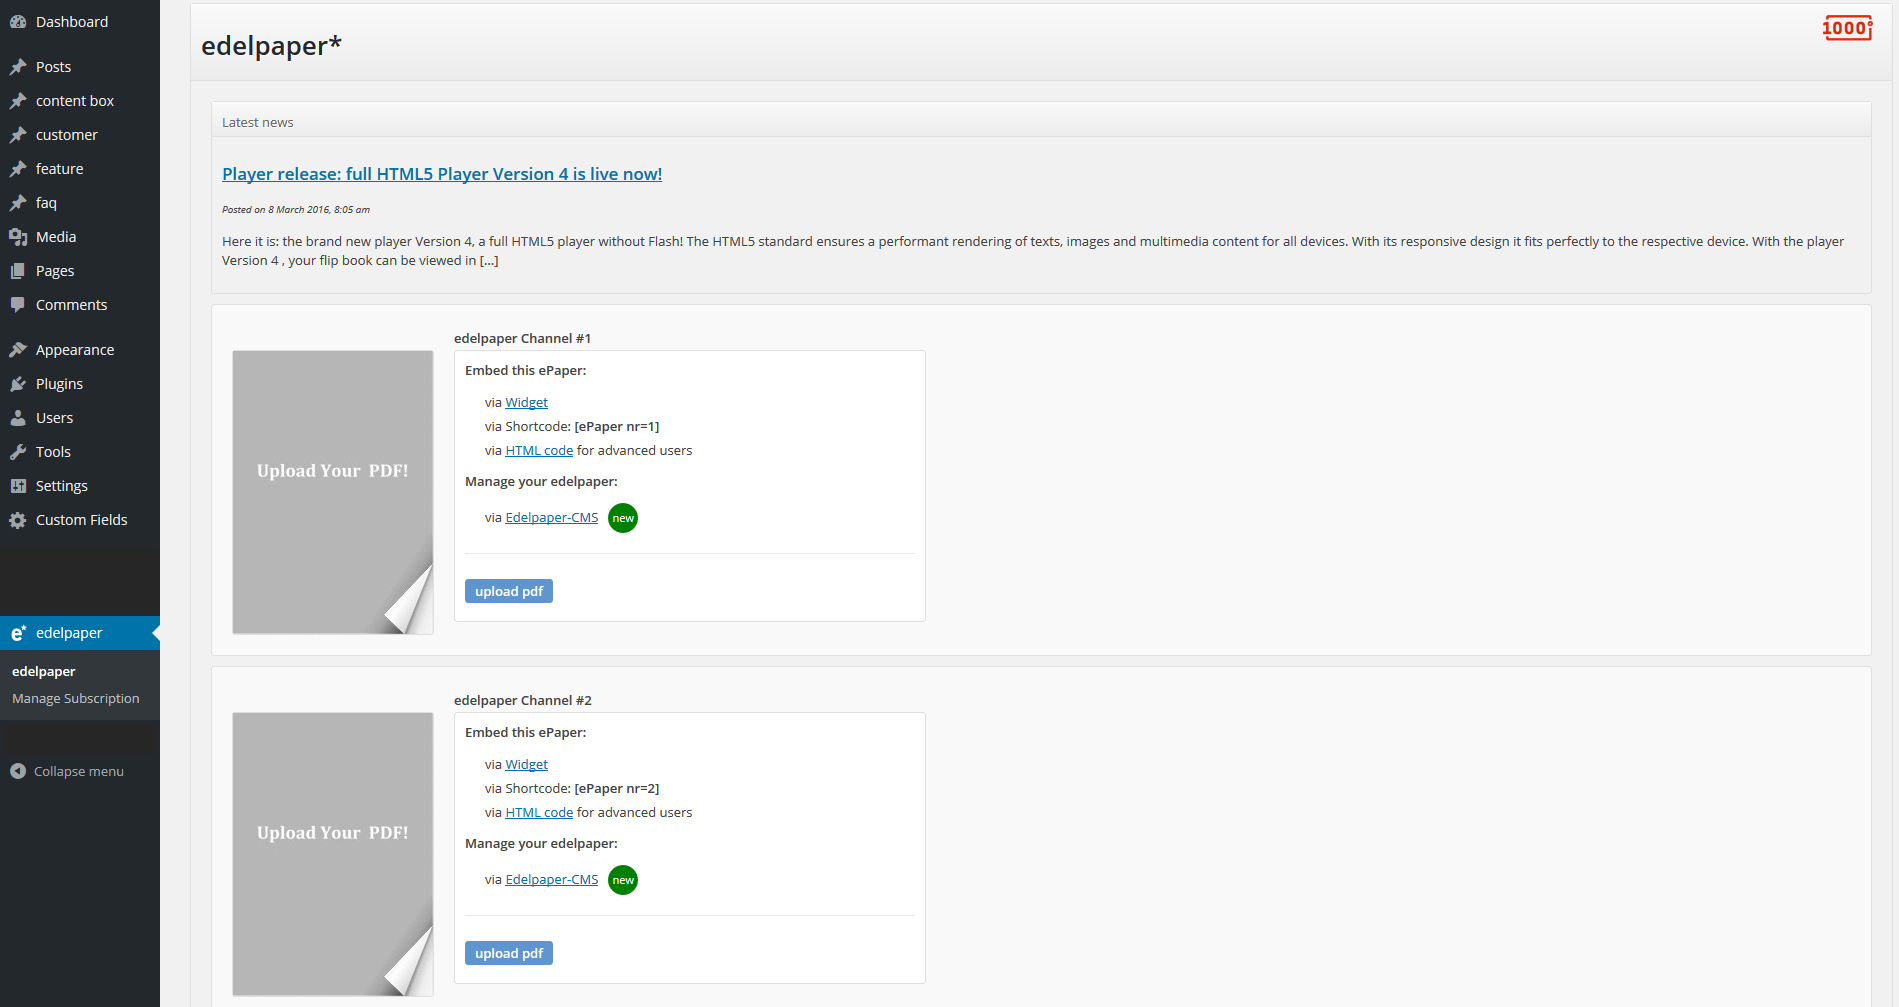 Dashboard
Posts
content box
customer
feature
faq
Media
Pages
Comments
Appearance
Plugins
Users
Tools
Settings
Custom Fields
e* edelpaper
edelpaper
Manage Subscription
Collapse menu
edelpaper*
1000°
Latest news
Player release: full HTML5 Player Version 4 is live now!
Posted on 8 March 2016, 8:05 am
Here it is: the brand new player Version 4, a full HTML5 player without Flash! The HTML5 standard ensures a performant rendering of texts, images and multimedia content for all devices. With its responsive design it fits perfectly to the respective device. With the player
Version 4 , your flip book can be viewed in [...]
edelpaper Channel #1
Upload Your PDF!
Embed this ePaper:
via Widget
via Shortcode: [ePaper nr=1]
via HTML code for advanced users
Manage your edelpaper:
via Edelpaper-CMS new
upload pdf
edelpaper Channel #2
Upload Your PDF!
Embed this ePaper:
via Widget
via Shortcode: [ePaper nr=2]
via HTML code for advanced users
Manage your edelpaper:
via Edelpaper-CMS new
upload pdf